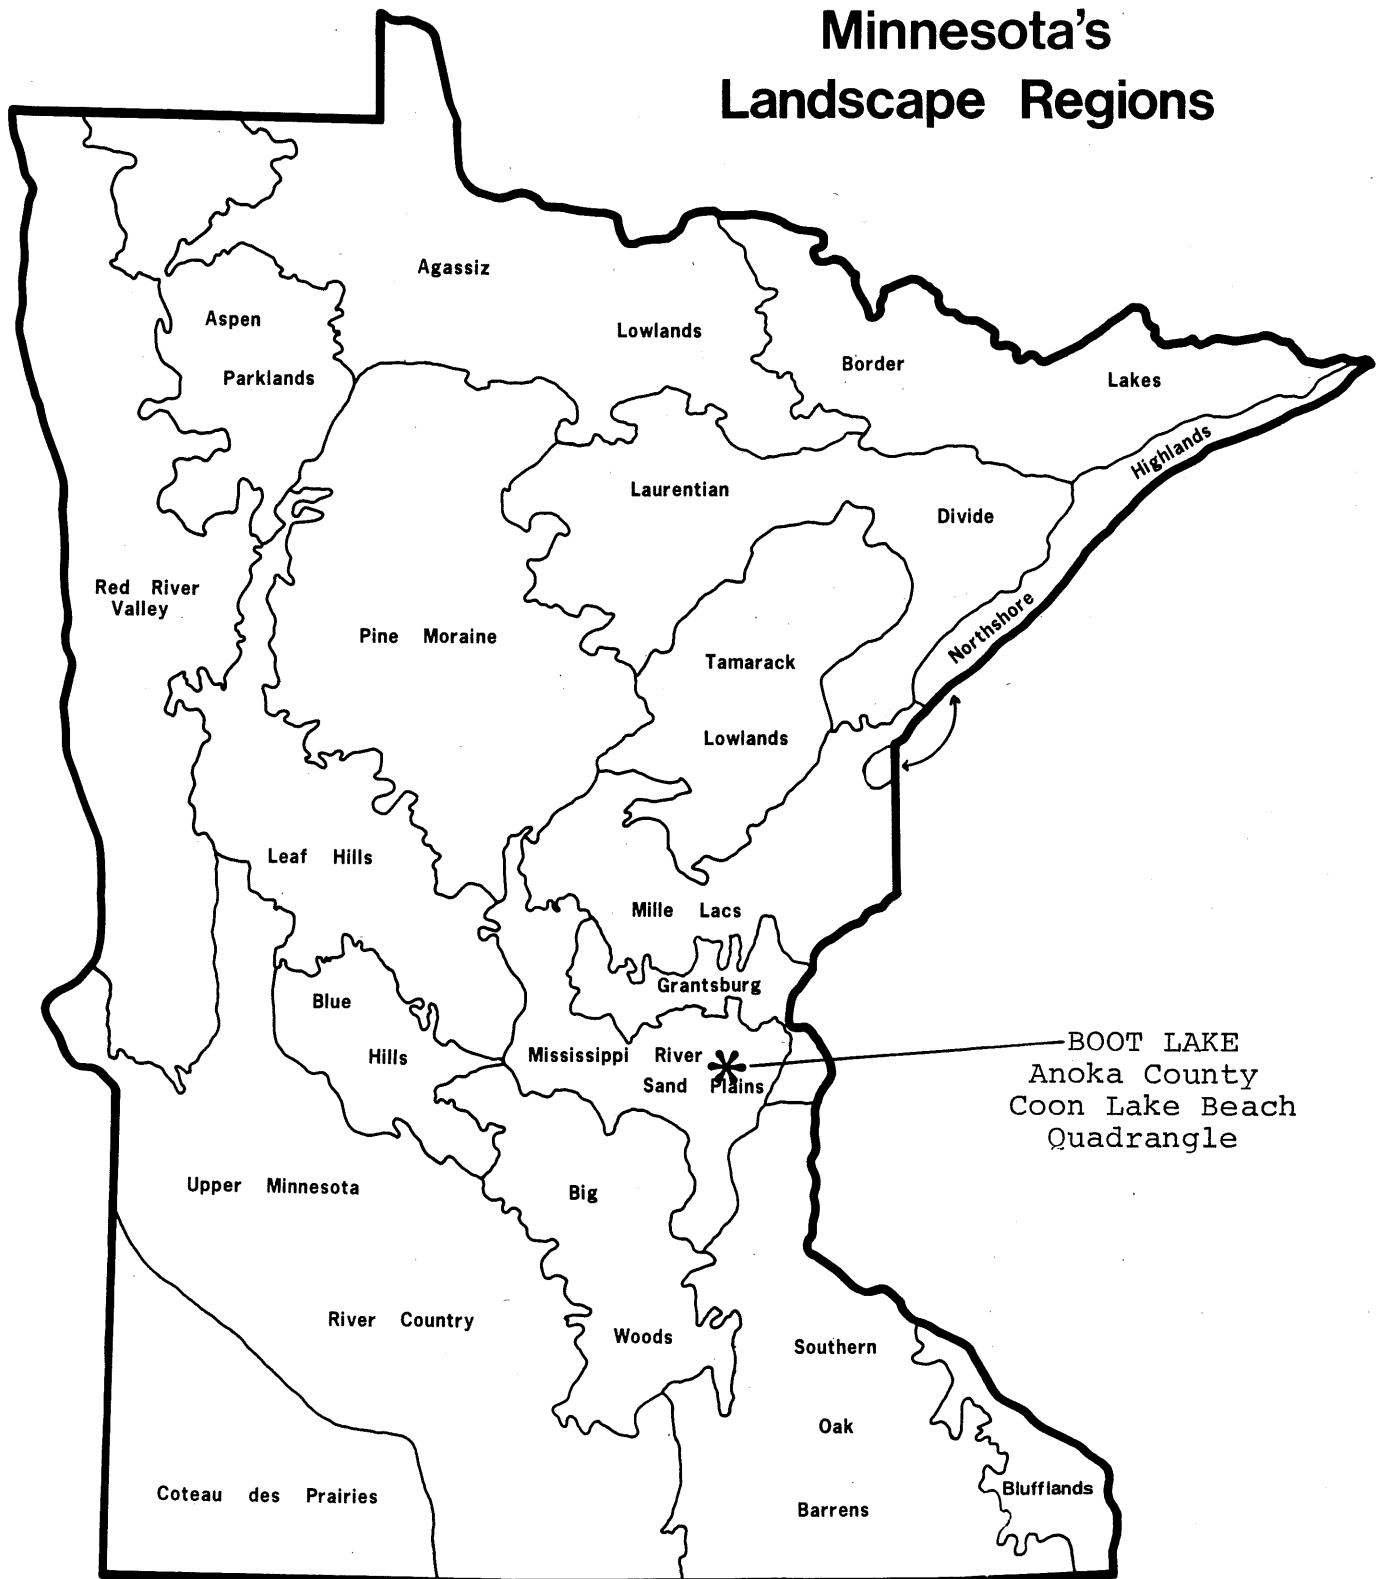 Minnesota's
Landscape Regions
Agassiz
Lowlands
Aspen
Parklands
Border
Lakes
Highlands
Northshore
Laurentian
Divide
Red River
Valley
Pine Moraine
Tamarack
Lowlands
Leaf Hills
Mille Lacs
Grantsburg
Blue
Hills
Mississippi River
Sand Plains
BOOT LAKE
Anoka County
Coon Lake Beach
Quadrangle
Upper Minnesota
River Country
Big
Woods
Southern
Oak
Barrens
Blufflands
Coteau des Prairies